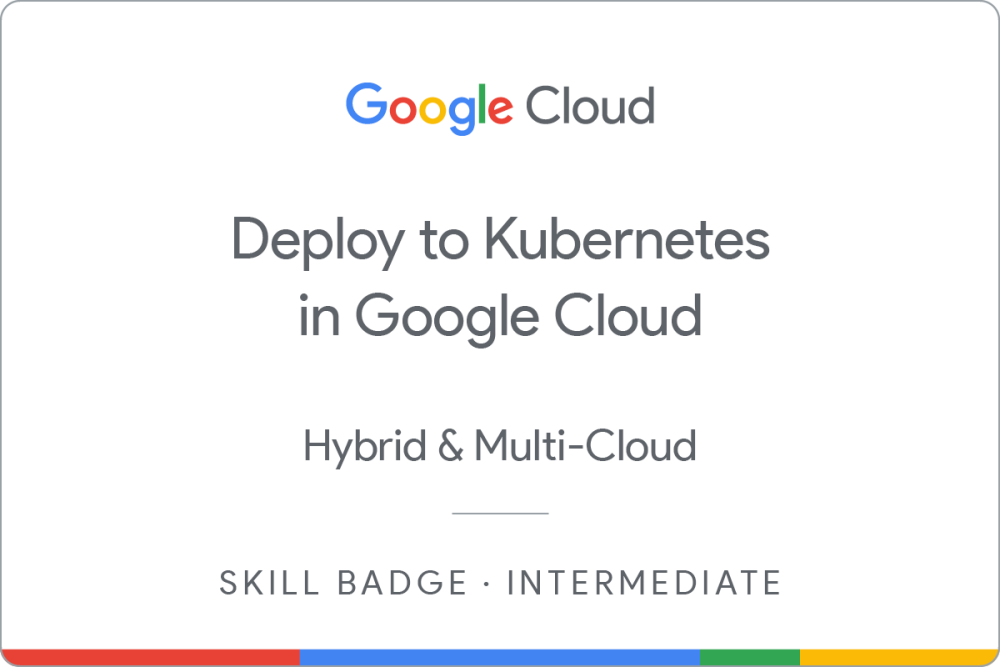 Google Cloud
Deploy to Kubernetes
in Google Cloud
Hybrid & Multi-Cloud
SKILL BADGE · INTERMEDIATE